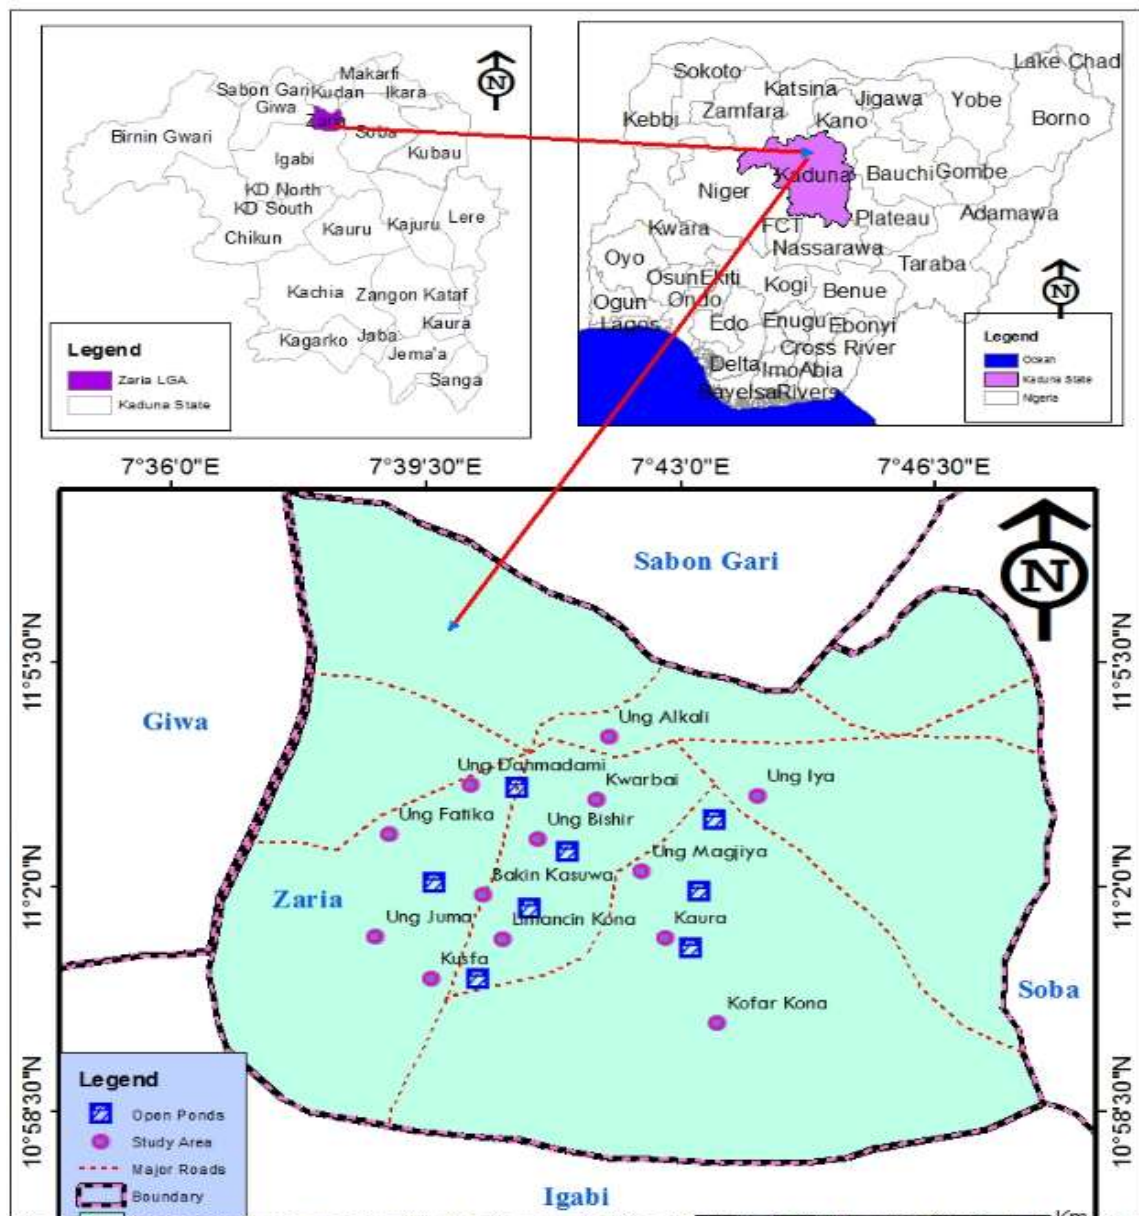 Makarfi
Sabon Gari Kudan Ikara
Giwa
Zaria
Soba
Birnin Gwari
Igabi
Kubau
KD North
KD South
Lere
Kauru Kajuru
Chikun
Kachia Zangon Kataf
Kaura
Kagarko Jaba
Jema'a
Sanga
N
Legend
Zaria LGA
Kaduna State
Lake Chad
Sokoto
Katsina
Jigawa Yobe
Zamfara
Kebbi Kano Borno
Kaduna Bauchi Gombe
Niger
Plateau Adamawa
Kwara FCT
Nassarawa
Oyo Taraba
Osun Ekiti Kogi Benue
Ogun Ondo
Lagos Edo Enugu Ebonyi
Cross River
Delta Imo Abia
Bayelsa Rivers
N
Legend
Ocean
Kaduna State
Nigeria
7°36'0"E 7°39'30"E 7°43'0"E 7°46'30"E
Sabon Gari
N
11°5'30"N 11°5'30"N
Giwa
Ung Alkali
Ung Dahmadami
Kwarbai Ung Iya
Ung Fatika Ung Bishir
Ung Magjiya
Bakin Kasuwa
11°2'0"N 11°2'0"N
Zaria
Ung Juma Limancin Kona Kaura
Kusfa
Soba
Kofar Kona
10°58'30"N 10°58'30"N
Legend
Open Ponds
Study Area
Major Roads
Boundary
Igabi
Km